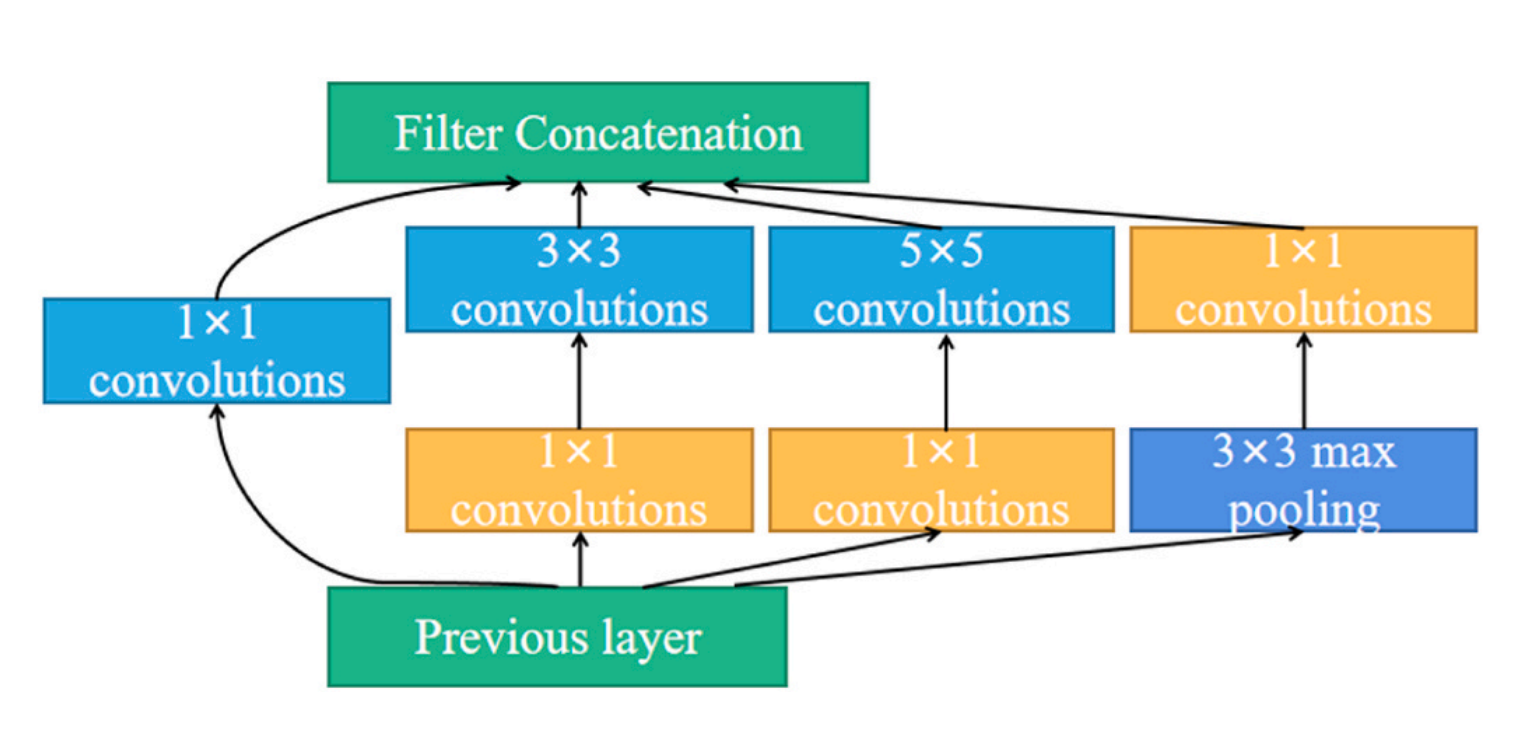 Filter Concatenation
3×3
convolutions
5×5
convolutions
1×1
convolutions
1×1
convolutions
1×1
convolutions
1×1
convolutions
3×3 max
pooling
Previous layer